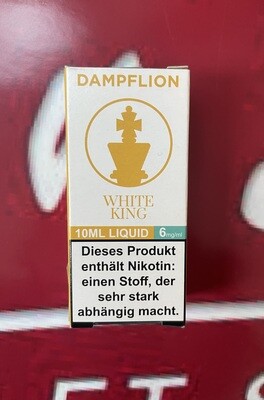 DAMPFLION
WHITE
KING
10ML LIQUID 6mg/ml
Dieses Produkt
enthält Nikotin:
einen Stoff, der
sehr stark
abhängig macht.